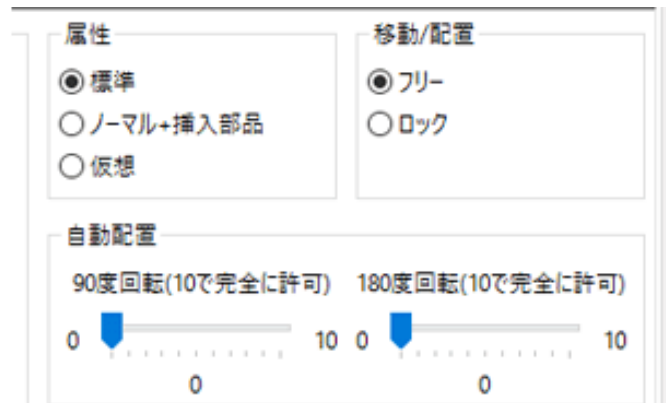 属性
標準
ノーマル+挿入部品
仮想
移動/配置
フリー
ロック
自動配置
90度回転(10で完全に許可)
0 10
0
180度回転(10で完全に許可)
0 10
0